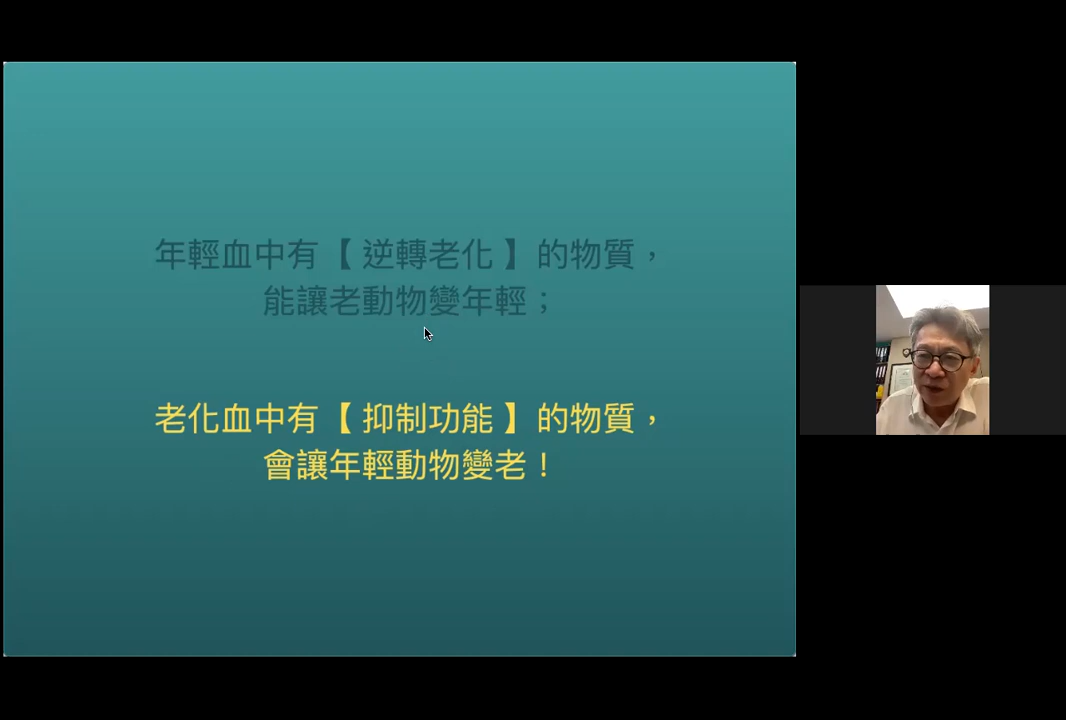 年輕血中有【 逆轉老化 】的物質，
能讓老動物變年輕；
老化血中有【 抑制功能 】的物質，
會讓年輕動物變老！